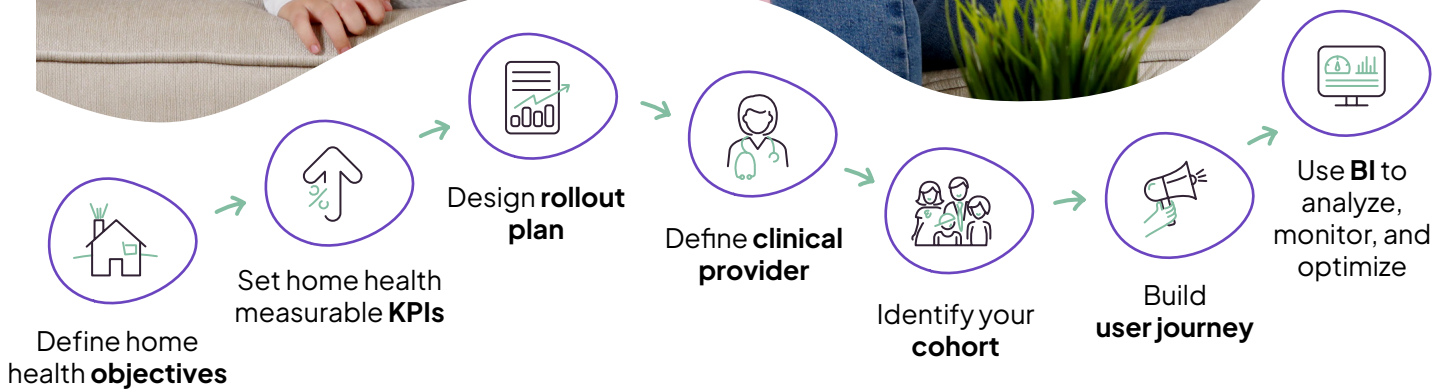 Define home
health objectives
Set home health
measurable KPIs
Design rollout
plan
Define clinical
provider
Identify your
cohort
Build
user journey
Use BI to
analyze,
monitor, and
optimize